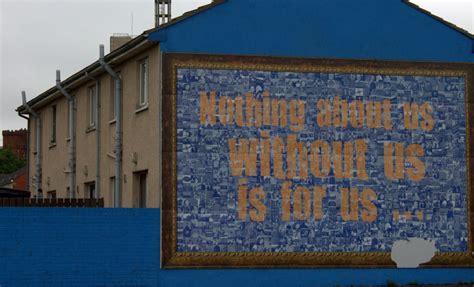 Nothing about us
without us
is for us ...